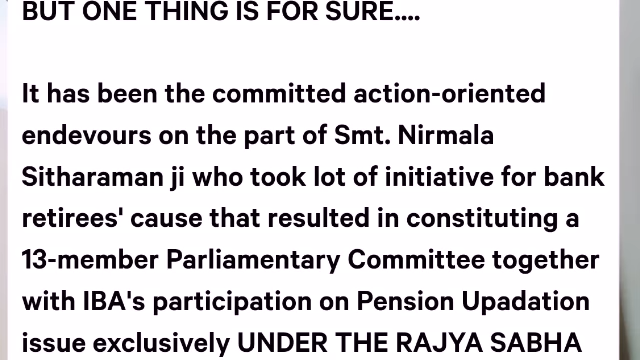 BUT ONE THING IS FOR SURE....
It has been the committed action-oriented
endevours on the part of Smt. Nirmala
Sitharaman ji who took lot of initiative for bank
retirees' cause that resulted in constituting a
13-member Parliamentary Committee together
with IBA's participation on Pension Upadation
issue exclusively UNDER THE RAJYA SABHA